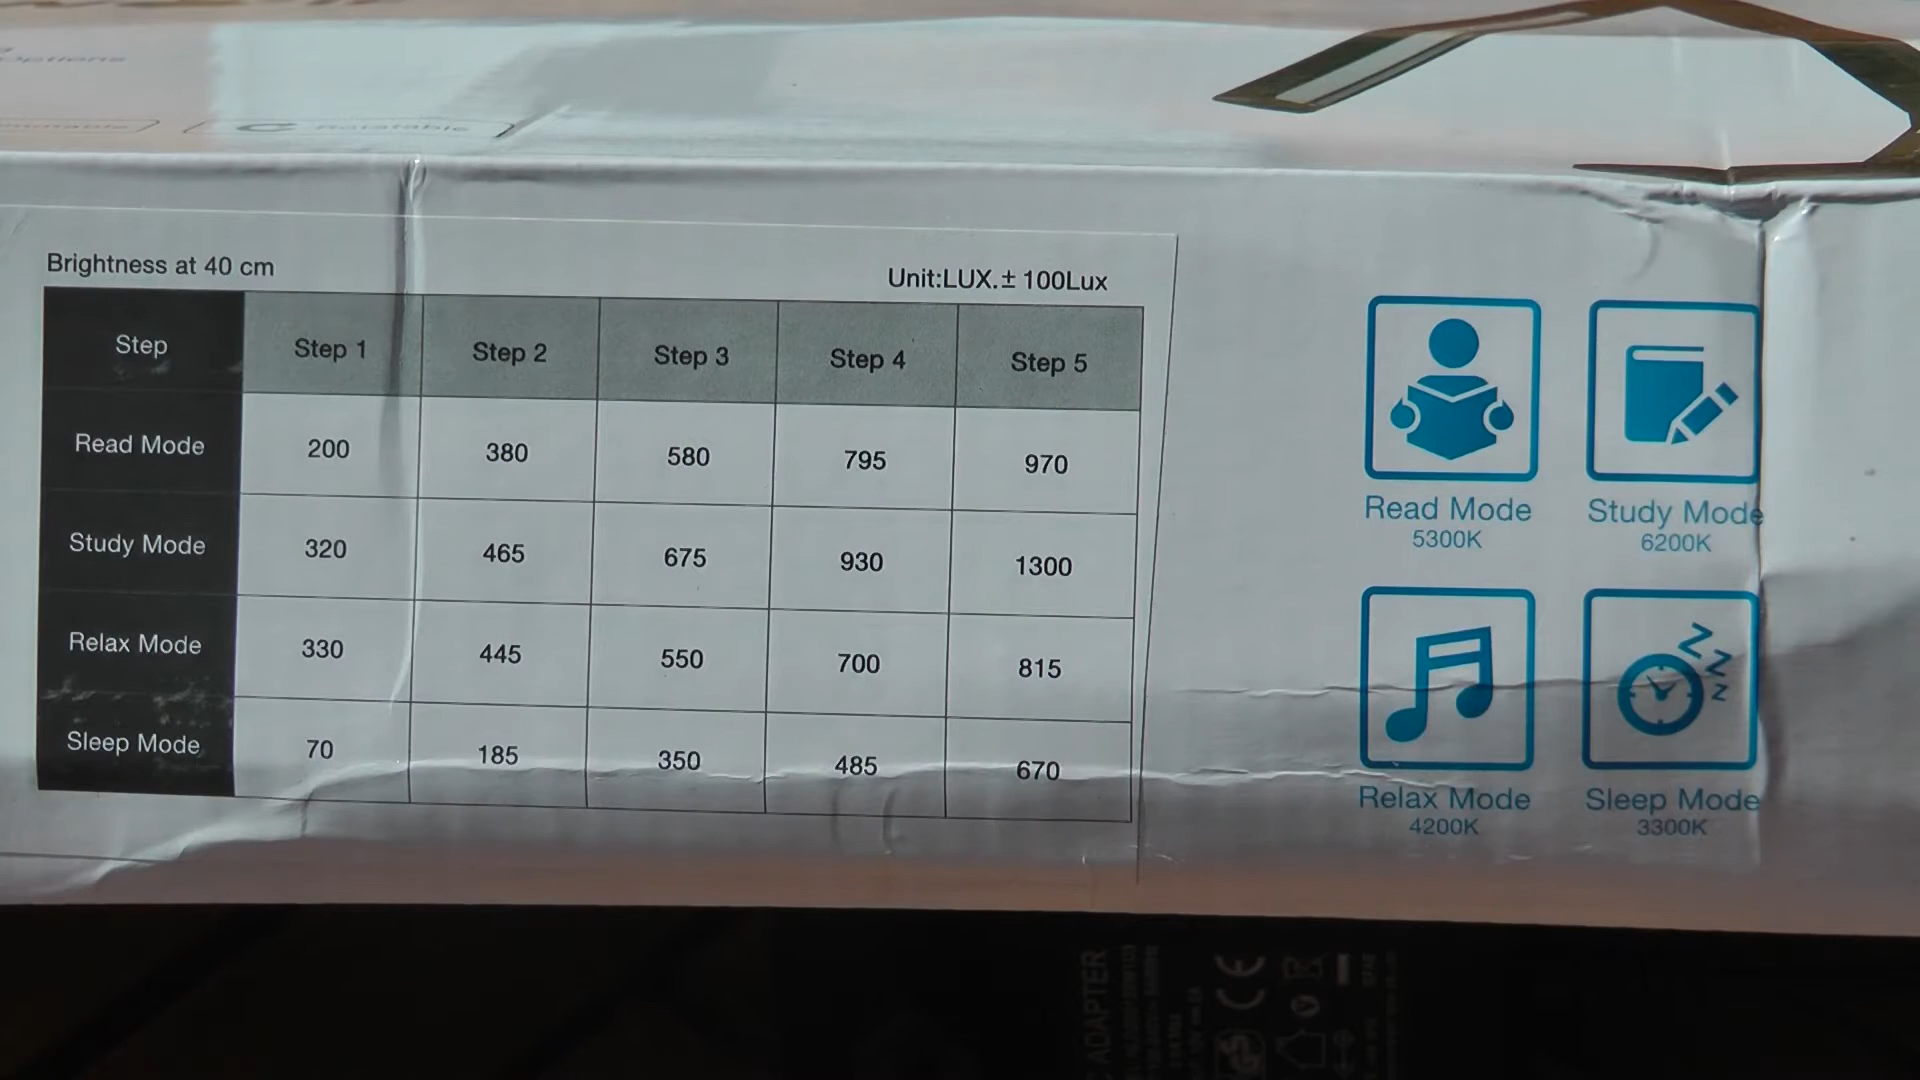 Options
Rotatable
Brightness at 40 cm
Unit:LUX.± 100Lux
Step Step 1 Step 2 Step 3 Step 4 Step 5
Read Mode 200 380 580 795 970
Study Mode 320 465 675 930 1300
Relax Mode 330 445 550 700 815
Sleep Mode 70 185 350 485 670
Read Mode
5300K
Study Mode
6200K
Relax Mode
4200K
Sleep Mode
3300K
ADAPTER